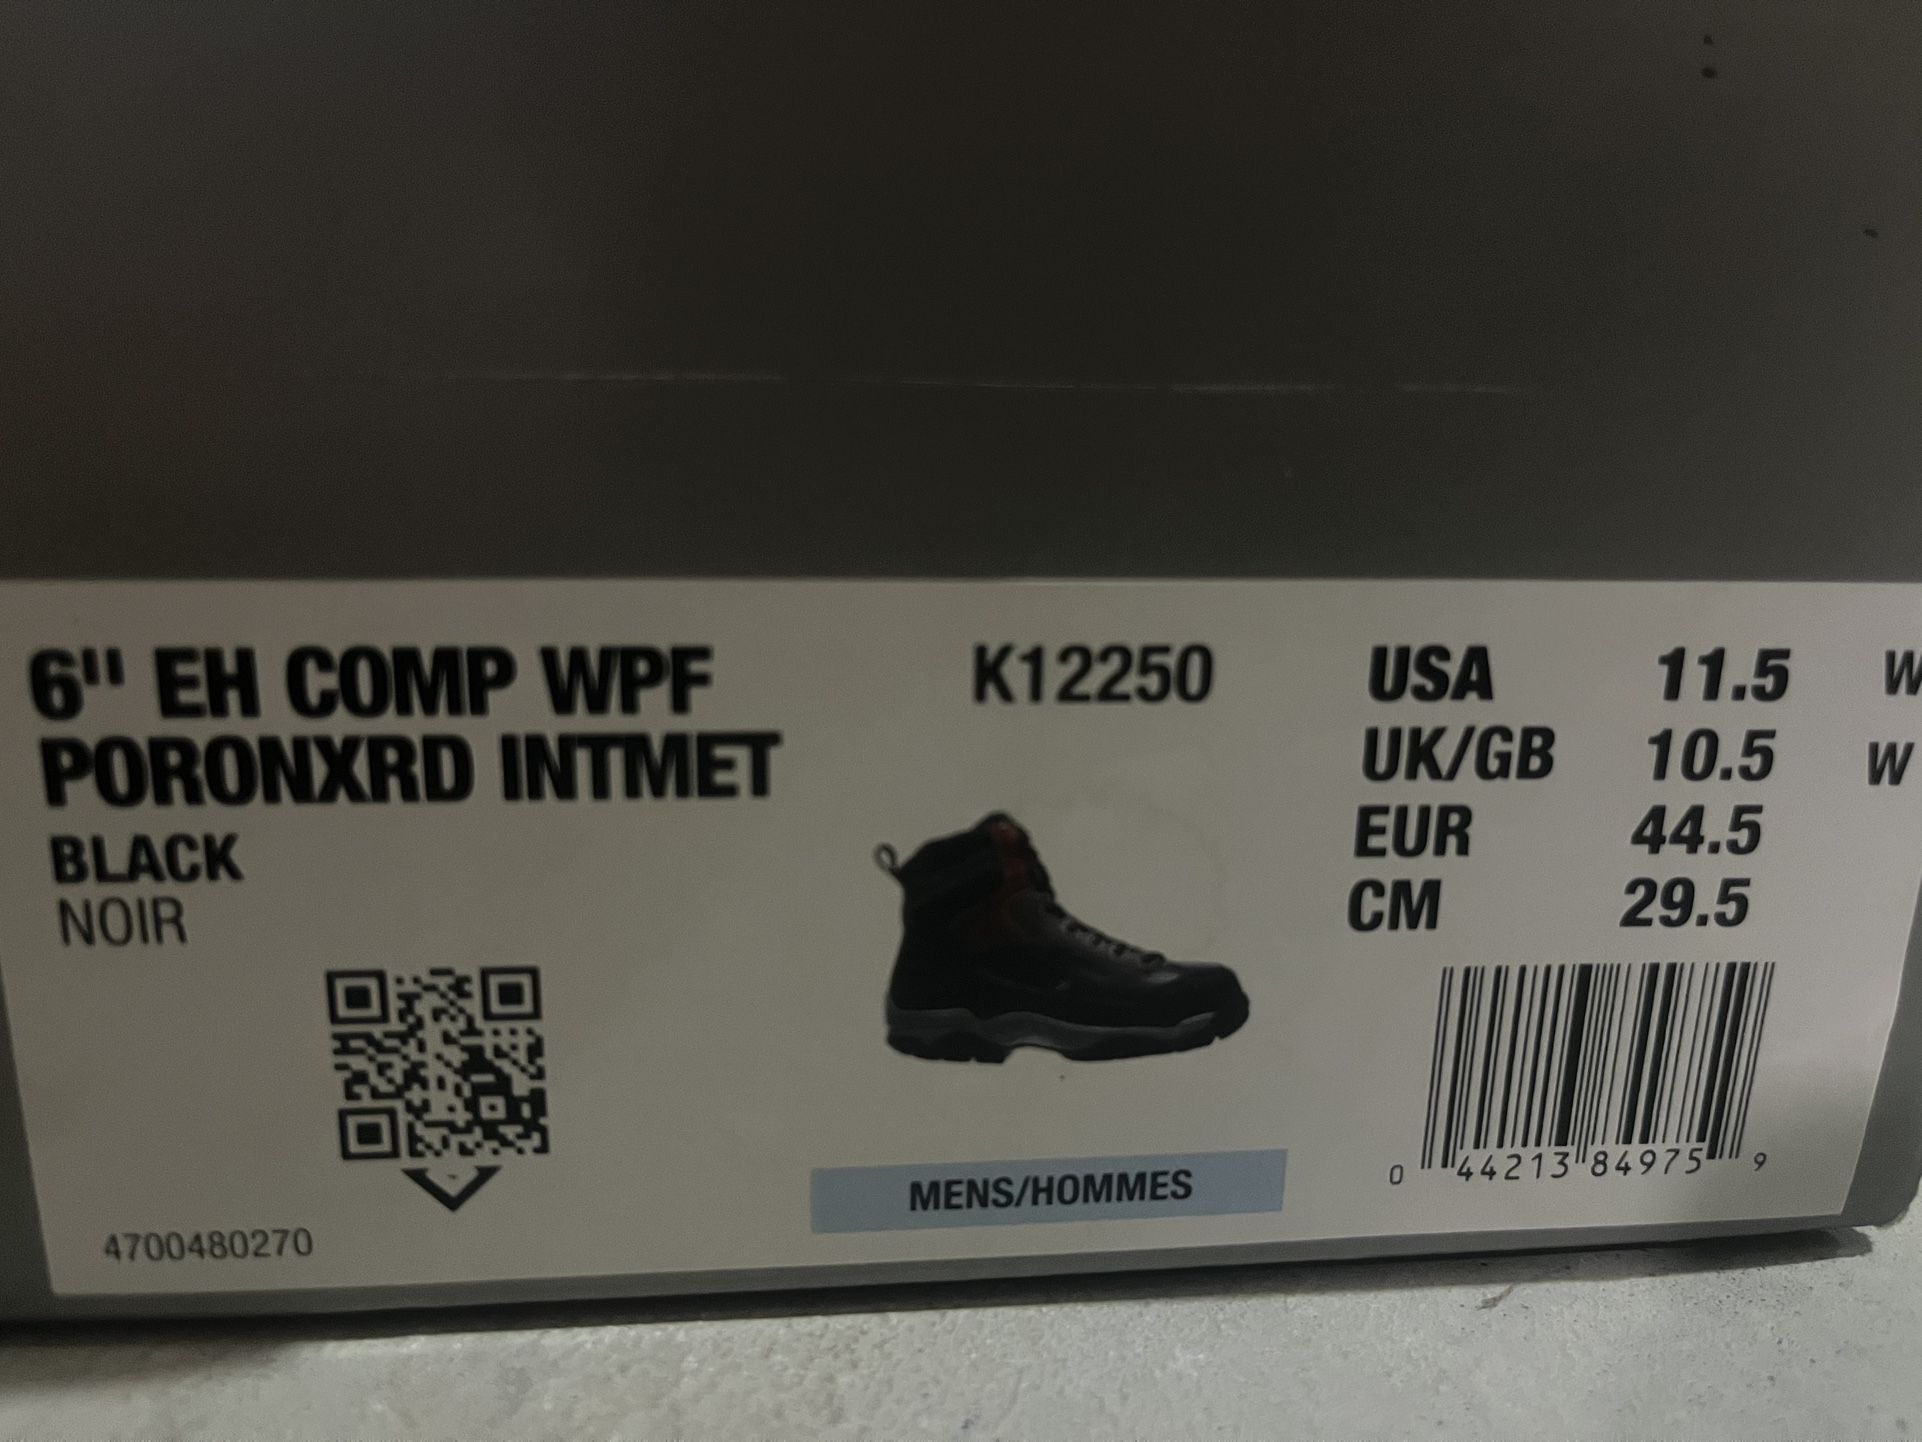 6" EH COMP WPF
PORONXRD INTMET
BLACK
NOIR
4700480270
K12250
MENS/HOMMES
USA 11.5 W
UK/GB 10.5 W
EUR 44.5
CM 29.5
0 44213 84975 9